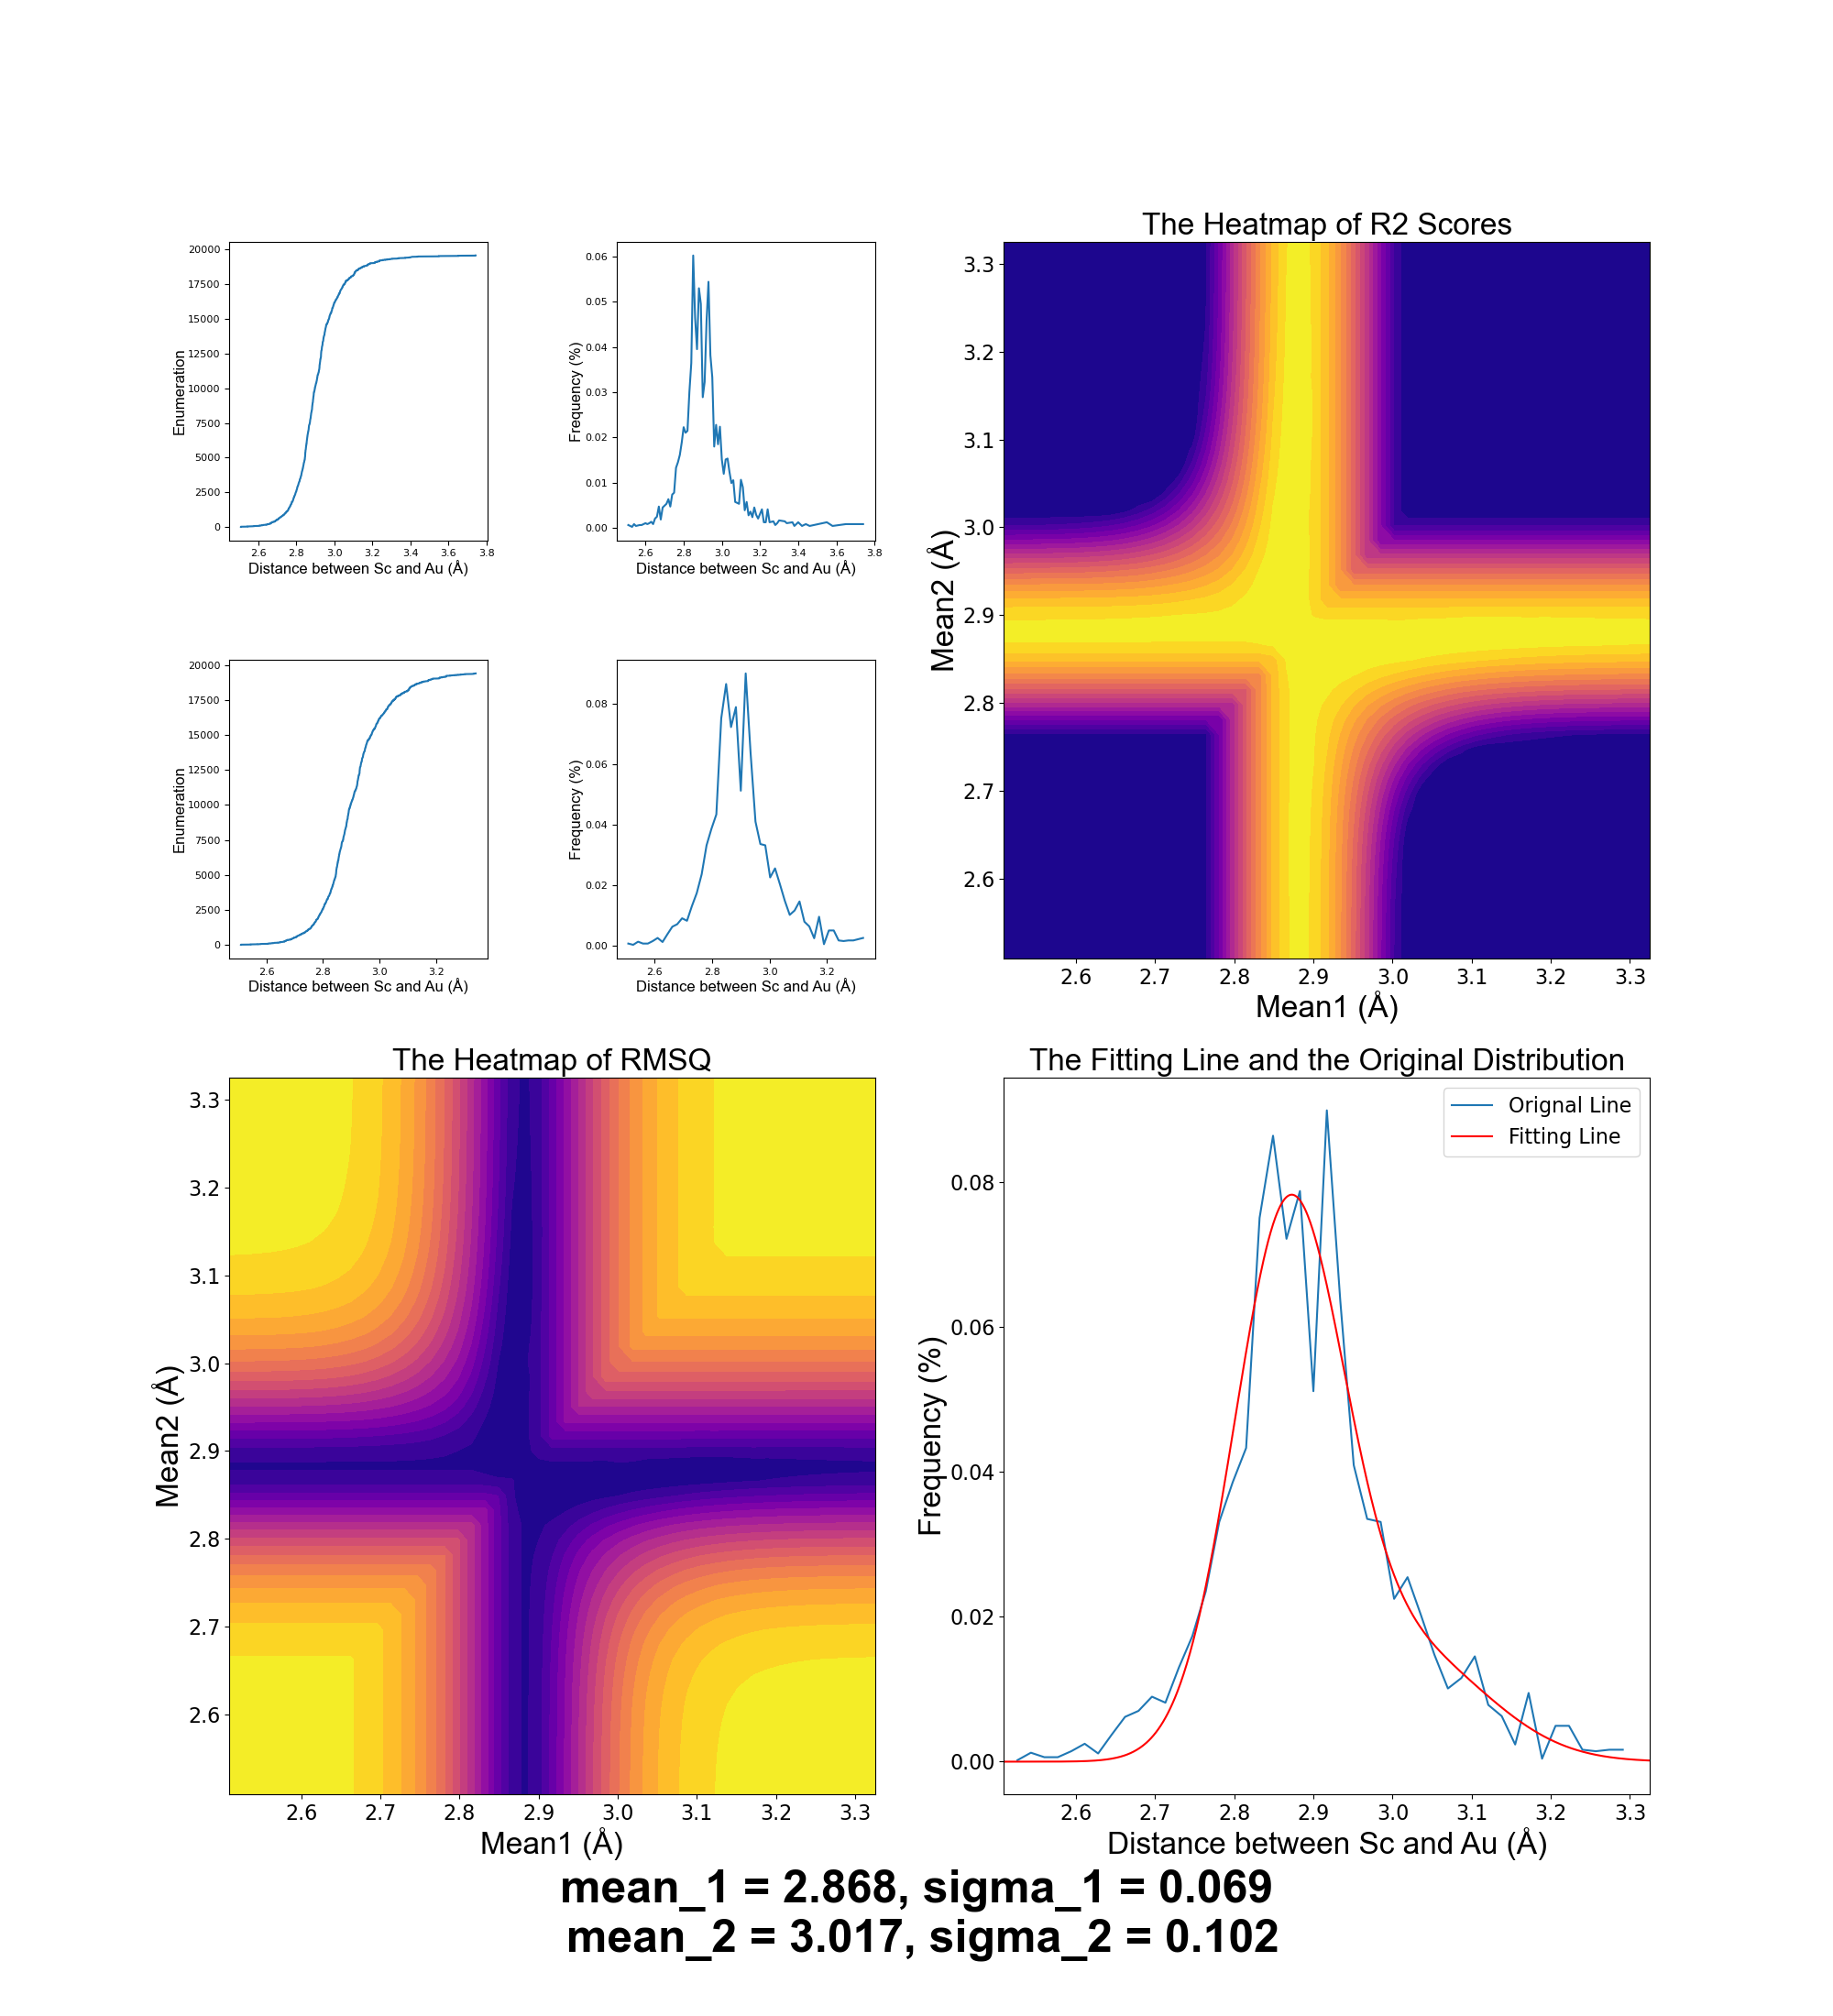 The Heatmap of R2 Scores
20000
17500
15000
12500
10000
7500
5000
2500
0
Enumeration
2.6 2.8 3.0 3.2 3.4 3.6 3.8
Distance between Sc and Au (Å)
0.06
0.05
0.04
0.03
0.02
0.01
0.00
Frequency (%)
2.6 2.8 3.0 3.2 3.4 3.6 3.8
Distance between Sc and Au (Å)
3.3
3.2
3.1
3.0
2.9
2.8
2.7
2.6
Mean2 (Å)
2.6 2.7 2.8 2.9 3.0 3.1 3.2 3.3
Mean1 (Å)
20000
17500
15000
12500
10000
7500
5000
2500
0
Enumeration
2.6 2.8 3.0 3.2
Distance between Sc and Au (Å)
0.08
0.06
0.04
0.02
0.00
Frequency (%)
2.6 2.8 3.0 3.2
Distance between Sc and Au (Å)
The Heatmap of RMSQ
3.3
3.2
3.1
3.0
2.9
2.8
2.7
2.6
Mean2 (Å)
2.6 2.7 2.8 2.9 3.0 3.1 3.2 3.3
Mean1 (Å)
The Fitting Line and the Original Distribution
Orignal Line
Fitting Line
0.08
0.06
0.04
0.02
0.00
Frequency (%)
2.6 2.7 2.8 2.9 3.0 3.1 3.2 3.3
Distance between Sc and Au (Å)
mean_1 = 2.868, sigma_1 = 0.069
mean_2 = 3.017, sigma_2 = 0.102